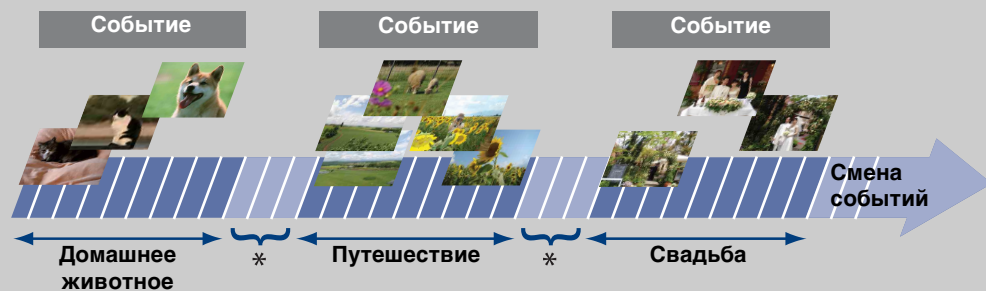 Событие
Событие
Событие
Смена
событий
Домашнее
животное
*
Путешествие
*
Свадьба